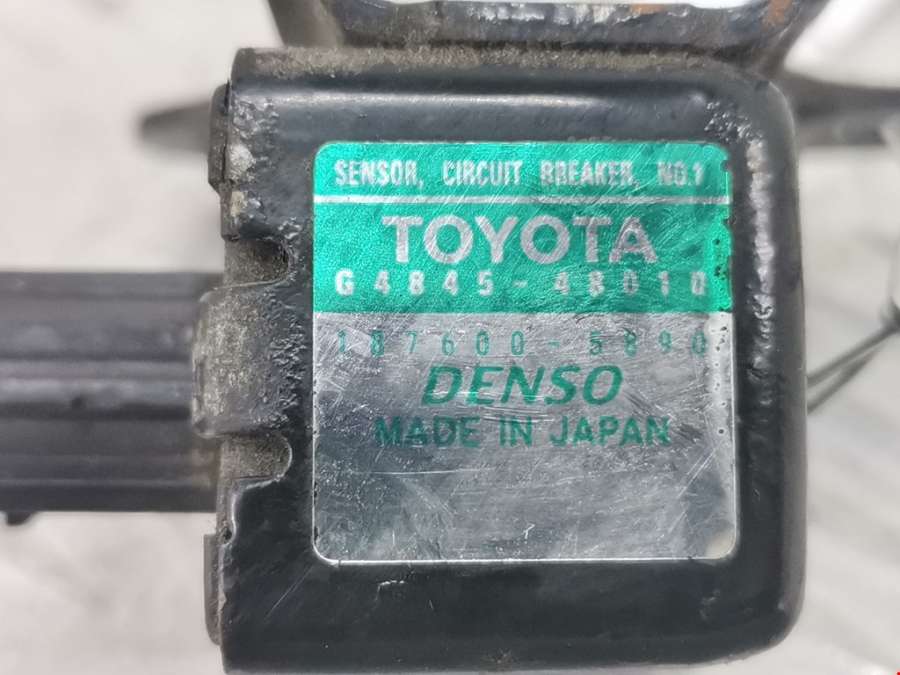 SENSOR, CIRCUIT BREAKER, NO.1
TOYOTA
G4845-48010
187600-5890
DENSO
MADE IN JAPAN